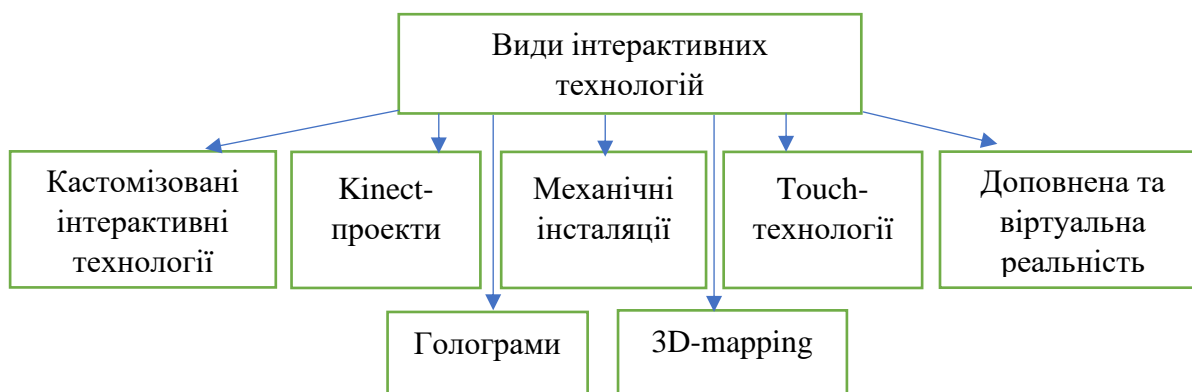 Види інтерактивних
технологій
Кастомізовані
інтерактивні
технології
Kinect-
проекти
Механічні
інсталяції
Touch-
технології
Доповнена та
віртуальна
реальність
Голограми
3D-mapping